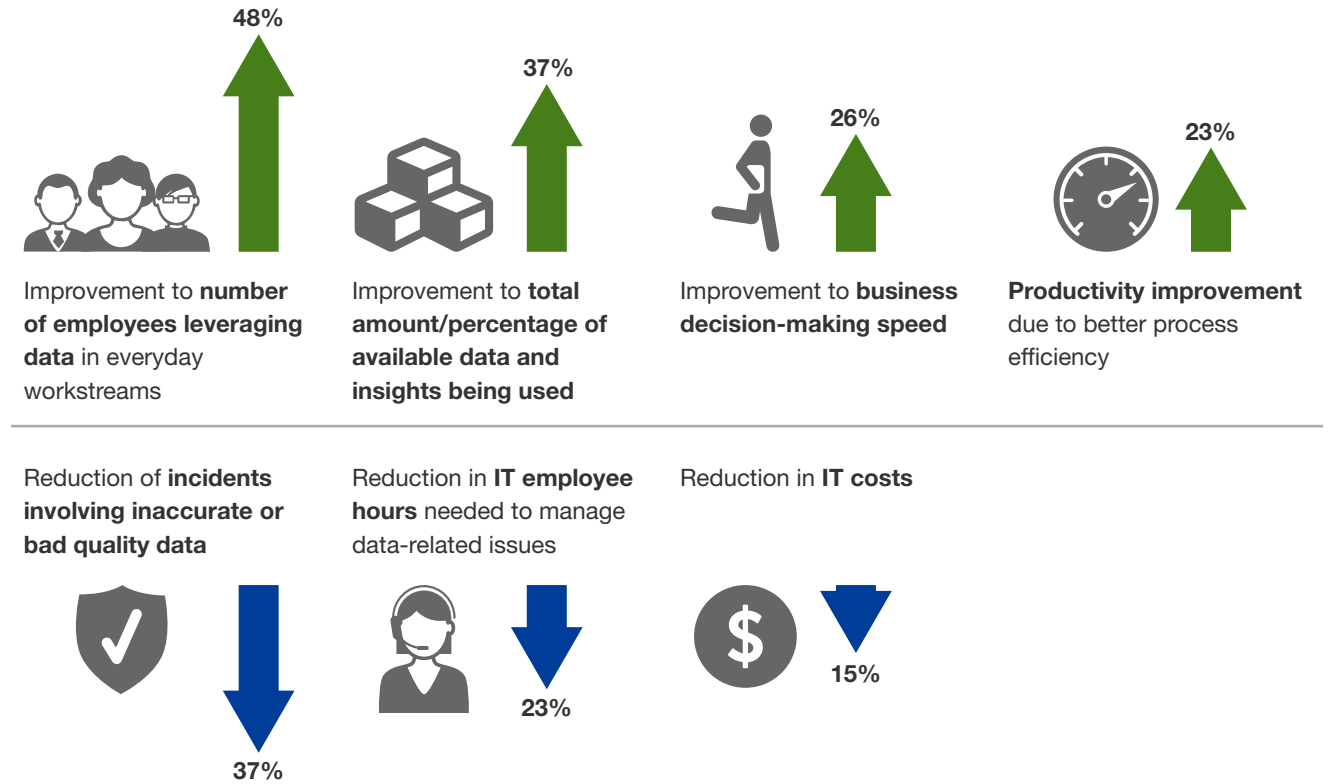 48%
37%
26%
23%
Improvement to number
of employees leveraging
data in everyday
workstreams
Improvement to total
amount/percentage of
available data and
insights being used
Improvement to business
decision-making speed
Productivity improvement
due to better process
efficiency
Reduction of incidents
involving inaccurate or
bad quality data
37%
Reduction in IT employee
hours needed to manage
data-related issues
23%
Reduction in IT costs
$
15%